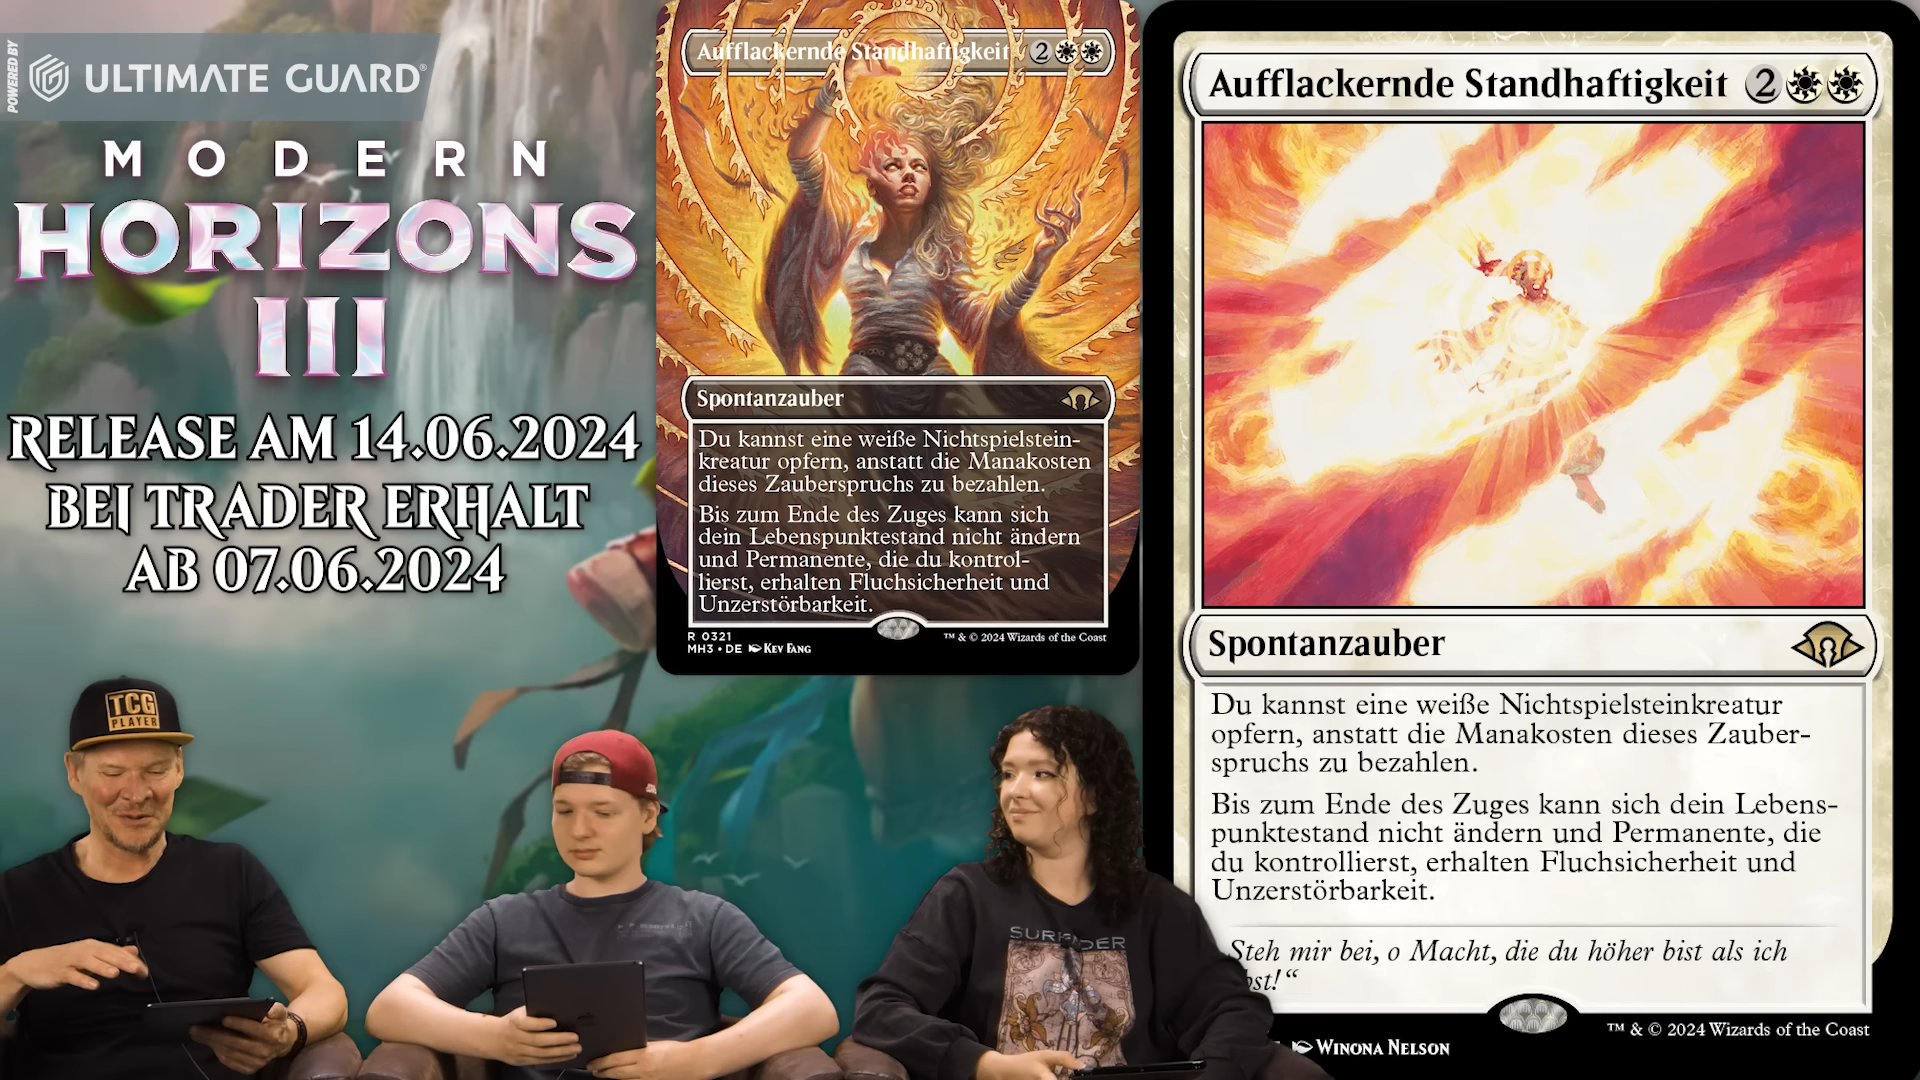 POWERED BY
ULTIMATE GUARD®
MODERN
HORIZONS
III
RELEASE AM 14.06.2024
BEI TRADER ERHALT
AB 07.06.2024
Aufflackernde Standhaftigkeit 2
Spontanzauber
Du kannst eine weiße Nichtspielstein-
kreatur opfern, anstatt die Manakosten
dieses Zauberspruchs zu bezahlen.
Bis zum Ende des Zuges kann sich
dein Lebenspunktestand nicht ändern
und Permanente, die du kontrol-
lierst, erhalten Fluchsicherheit und
Unzerstörbarkeit.
R 0321
MH3 • DE KEV FANG
™ & © 2024 Wizards of the Coast
Aufflackernde Standhaftigkeit 2
Spontanzauber
Du kannst eine weiße Nichtspielsteinkreatur
opfern, anstatt die Manakosten dieses Zauber-
spruchs zu bezahlen.
Bis zum Ende des Zuges kann sich dein Lebens-
punktestand nicht ändern und Permanente, die
du kontrollierst, erhalten Fluchsicherheit und
Unzerstörbarkeit.
Steh mir bei, o Macht, die du höher bist als ich
bst!“
™ & © 2024 Wizards of the Coast
WINONA NELSON
TCG
PLAYER